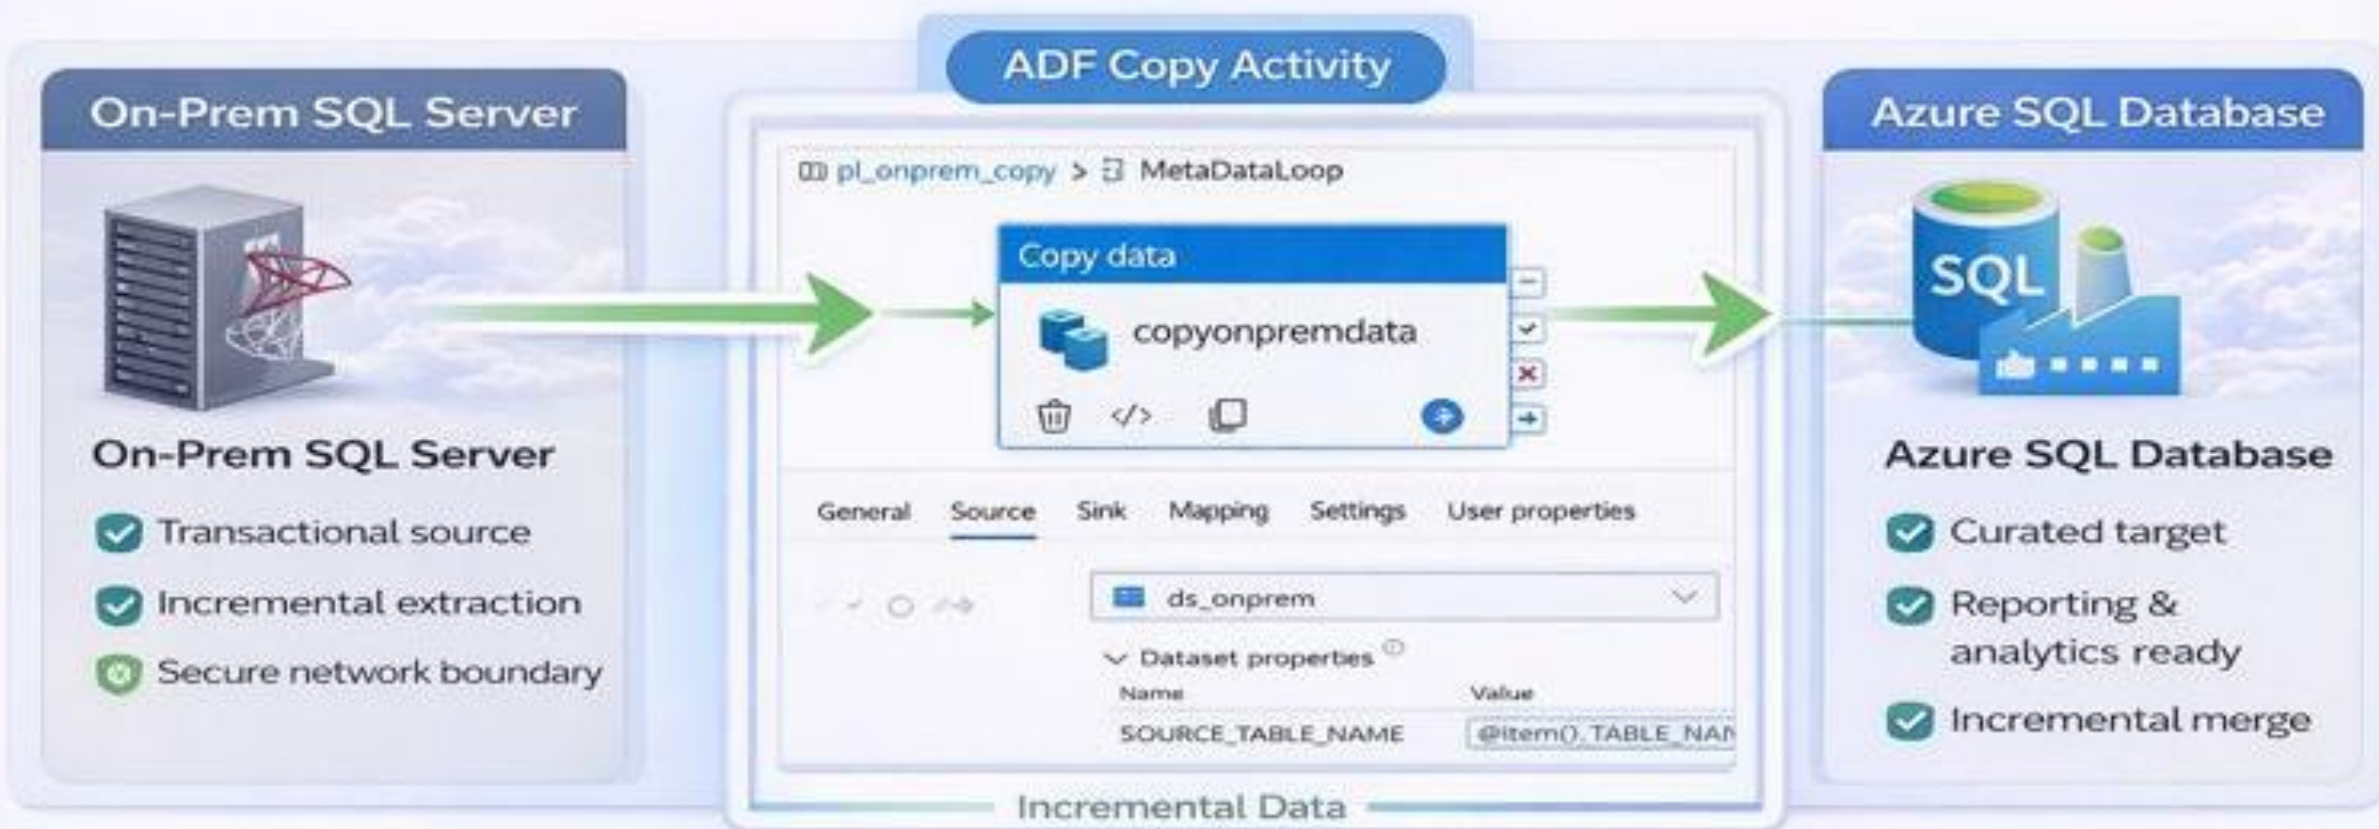 ADF Copy Activity
On-Prem SQL Server
On-Prem SQL Server
Transactional source
Incremental extraction
Secure network boundary
pl_onprem_copy > MetaDataLoop
Copy data
copyonpremdata
</>
General Source Sink Mapping Settings User properties
ds_onprem
Dataset properties
Name Value
SOURCE_TABLE_NAME @item().TABLE_NAM
Incremental Data
Azure SQL Database
SQL
Azure SQL Database
Curated target
Reporting &
analytics ready
Incremental merge